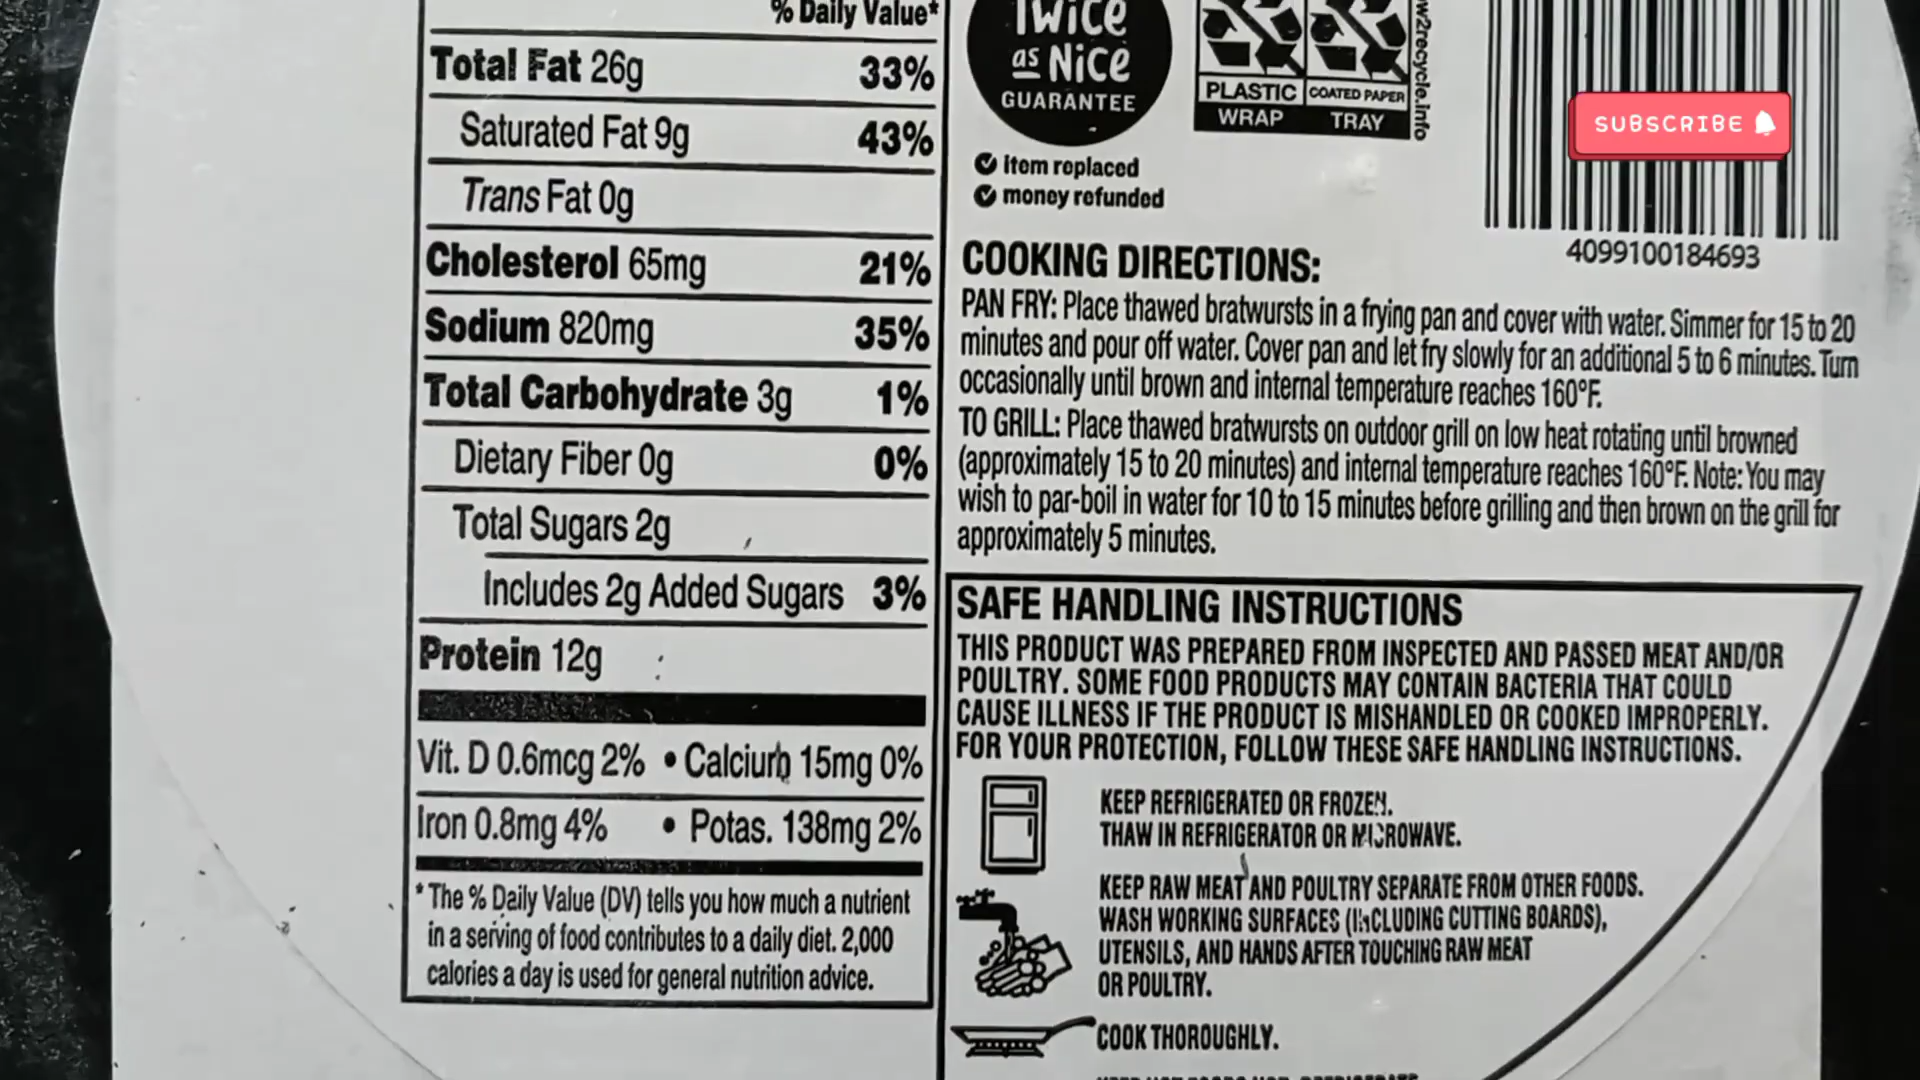 % Daily Value*
Total Fat 26g 33%
Saturated Fat 9g 43%
Trans Fat 0g
Cholesterol 65mg 21%
Sodium 820mg 35%
Total Carbohydrate 3g 1%
Dietary Fiber 0g 0%
Total Sugars 2g
Includes 2g Added Sugars 3%
Protein 12g
Vit. D 0.6mcg 2% • Calcium 15mg 0%
Iron 0.8mg 4% • Potas. 138mg 2%
* The % Daily Value (DV) tells you how much a nutrient
in a serving of food contributes to a daily diet. 2,000
calories a day is used for general nutrition advice.
Twice
as Nice
GUARANTEE
item replaced
money refunded
PLASTIC
WRAP
COATED PAPER
TRAY
w2recycle.info
SUBSCRIBE
4099100184693
COOKING DIRECTIONS:
PAN FRY: Place thawed bratwursts in a frying pan and cover with water. Simmer for 15 to 20
minutes and pour off water. Cover pan and let fry slowly for an additional 5 to 6 minutes. Turn
occasionally until brown and internal temperature reaches 160°F.
TO GRILL: Place thawed bratwursts on outdoor grill on low heat rotating until browned
(approximately 15 to 20 minutes) and internal temperature reaches 160°F. Note: You may
wish to par-boil in water for 10 to 15 minutes before grilling and then brown on the grill for
approximately 5 minutes.
SAFE HANDLING INSTRUCTIONS
THIS PRODUCT WAS PREPARED FROM INSPECTED AND PASSED MEAT AND/OR
POULTRY. SOME FOOD PRODUCTS MAY CONTAIN BACTERIA THAT COULD
CAUSE ILLNESS IF THE PRODUCT IS MISHANDLED OR COOKED IMPROPERLY.
FOR YOUR PROTECTION, FOLLOW THESE SAFE HANDLING INSTRUCTIONS.
KEEP REFRIGERATED OR FROZEN.
THAW IN REFRIGERATOR OR MICROWAVE.
KEEP RAW MEAT AND POULTRY SEPARATE FROM OTHER FOODS.
WASH WORKING SURFACES (INCLUDING CUTTING BOARDS),
UTENSILS, AND HANDS AFTER TOUCHING RAW MEAT
OR POULTRY.
COOK THOROUGHLY.